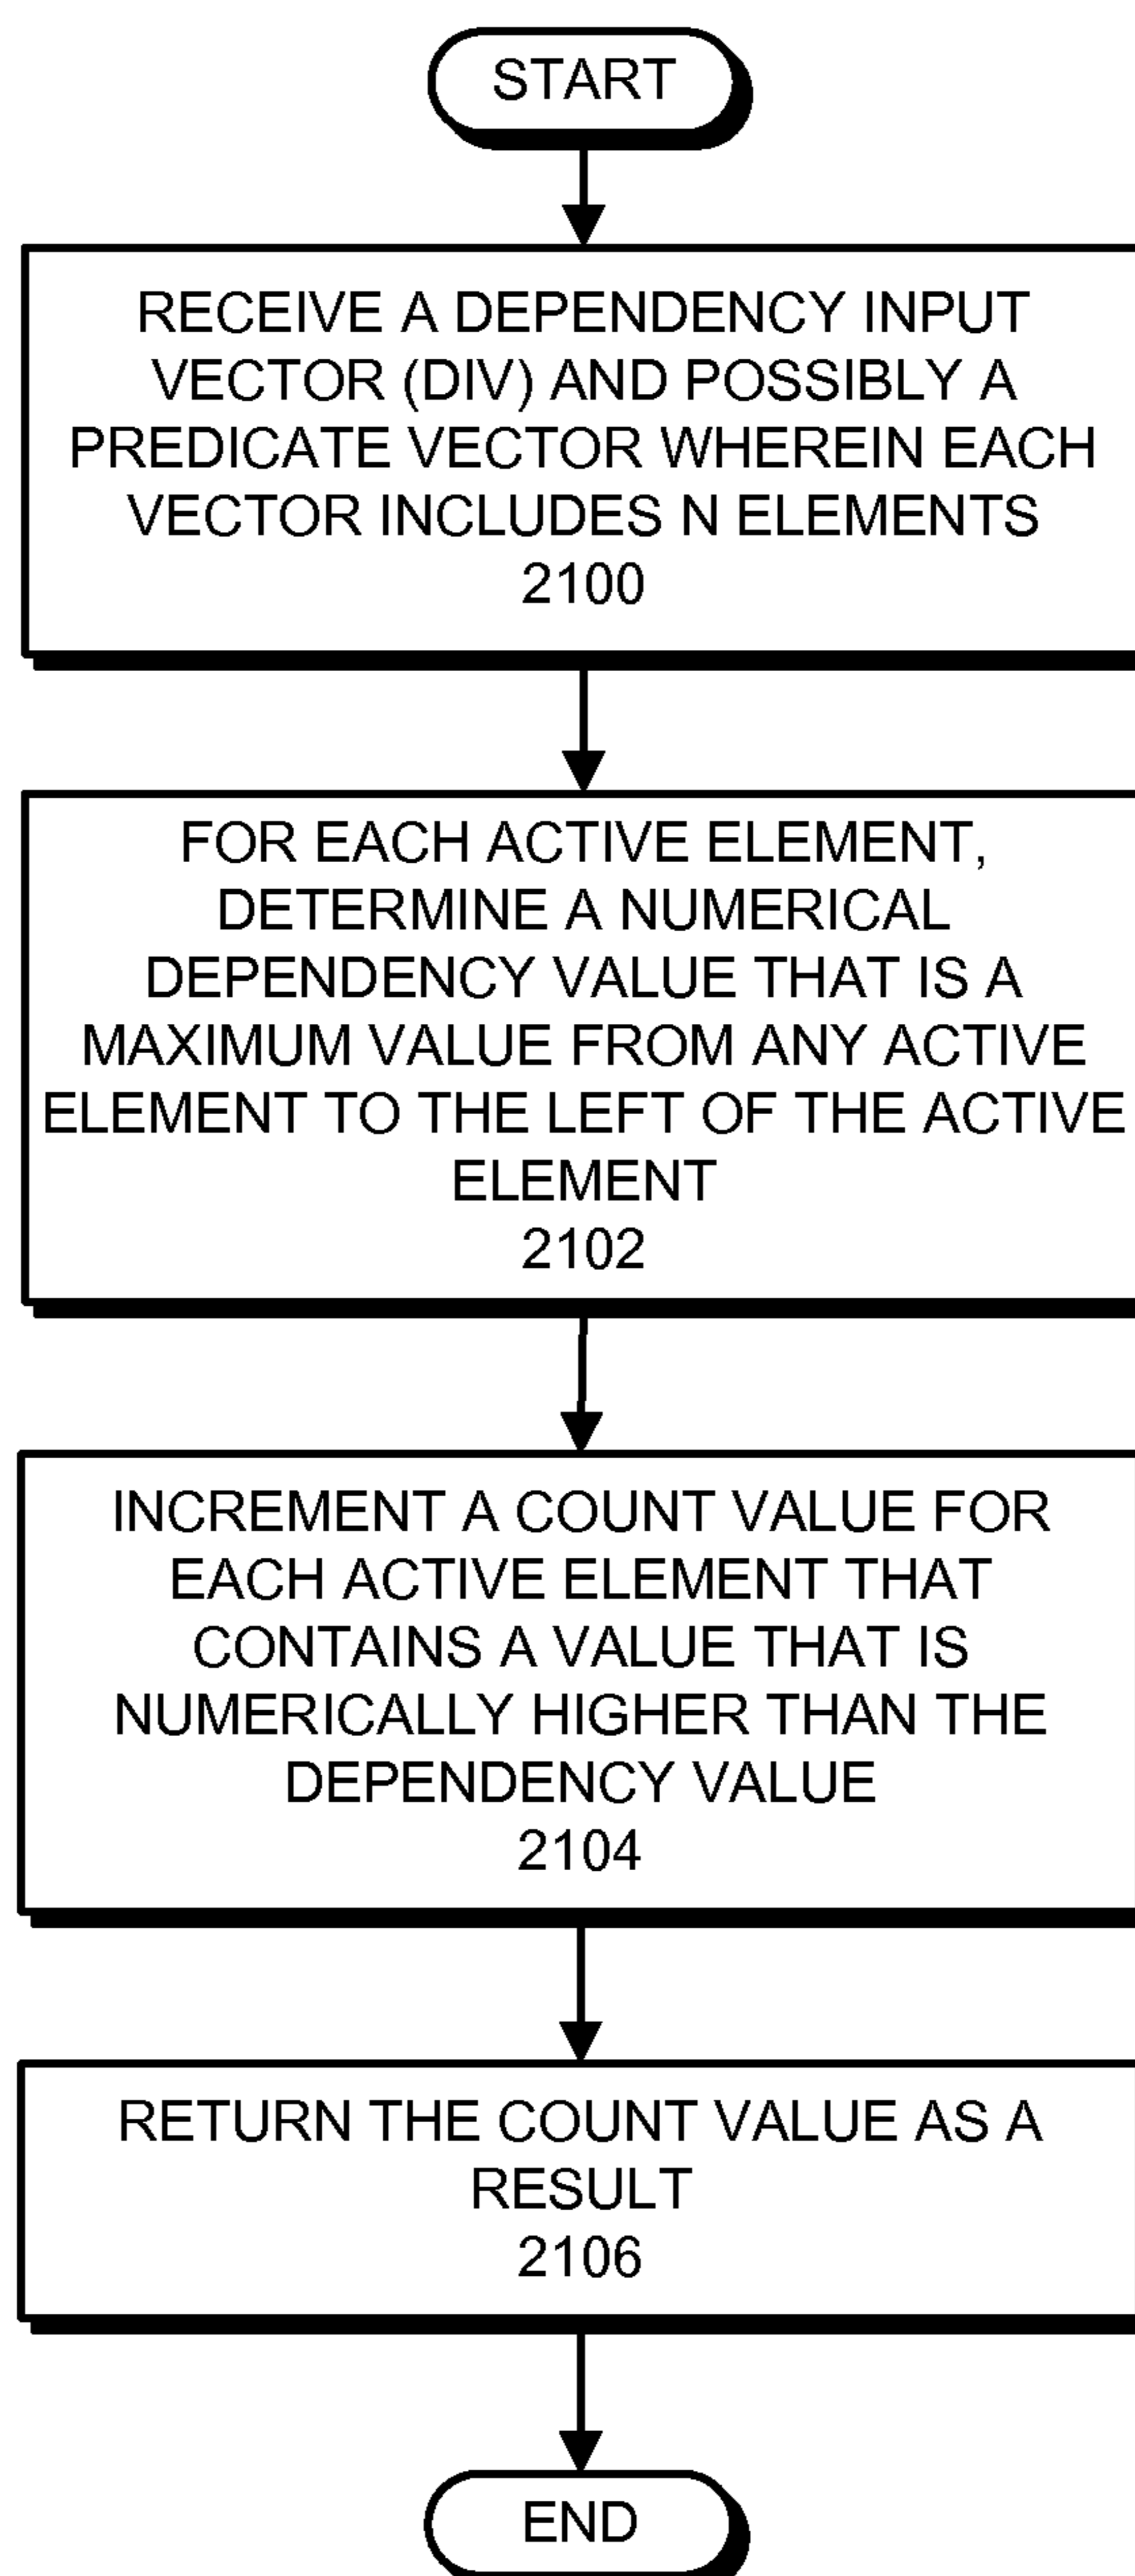 START
RECEIVE A DEPENDENCY INPUT
VECTOR (DIV) AND POSSIBLY A
PREDICATE VECTOR WHEREIN EACH
VECTOR INCLUDES N ELEMENTS
2100
FOR EACH ACTIVE ELEMENT,
DETERMINE A NUMERICAL
DEPENDENCY VALUE THAT IS A
MAXIMUM VALUE FROM ANY ACTIVE
ELEMENT TO THE LEFT OF THE ACTIVE
ELEMENT
2102
INCREMENT A COUNT VALUE FOR
EACH ACTIVE ELEMENT THAT
CONTAINS A VALUE THAT IS
NUMERICALLY HIGHER THAN THE
DEPENDENCY VALUE
2104
RETURN THE COUNT VALUE AS A
RESULT
2106
END